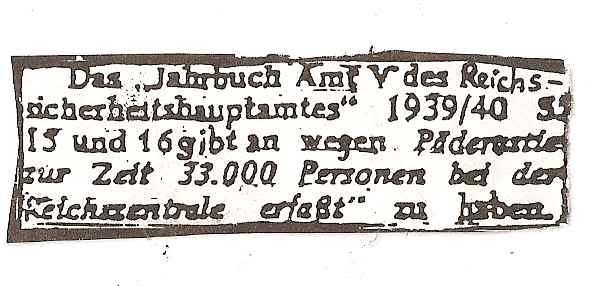 Das „Jahrbuch Amt V des Reichs-
sicherheitshauptamtes" 1939/40 SS
15 und 16 gibt an wegen Päderastie
zur Zeit 33.000 Personen bei der
Reichszentrale erfaßt" zu haben.